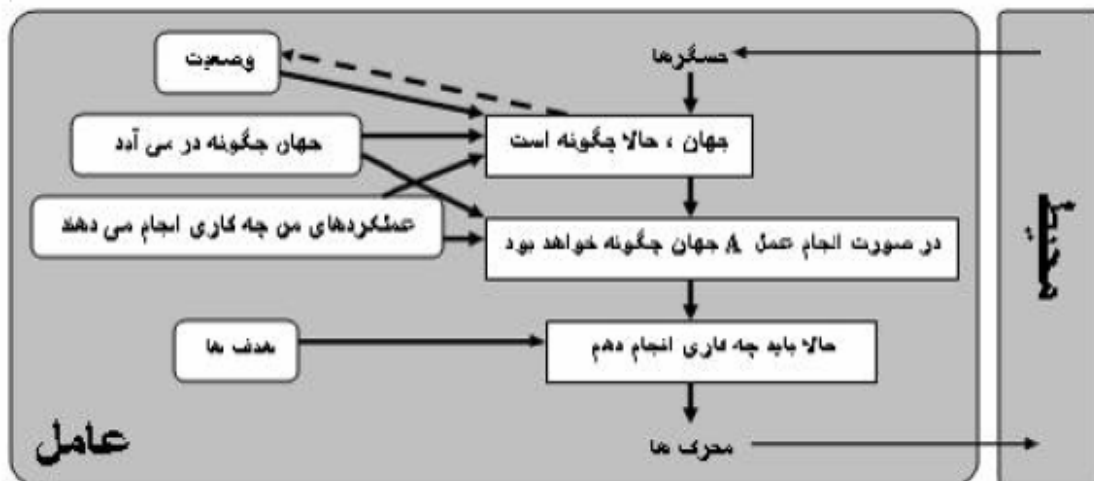 حسگرها
وضعیت
جهان ، حالا چگونه است
جهان چگونه در می آید
عملکردهای من چه کاری انجام می دهند
در صورت انجام عمل A جهان چگونه خواهد بود
هدف ها
حالا باید چه کاری انجام دهم
محرک ها
عامل
محیط